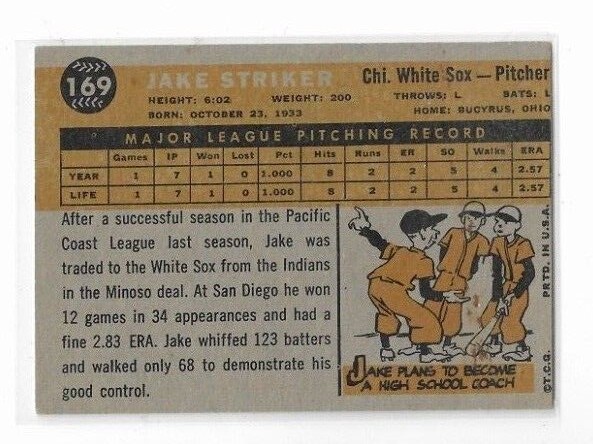 169
JAKE STRIKER
Chi. White Sox — Pitcher
HEIGHT: 6:02 WEIGHT: 200 THROWS: L BATS: L
BORN: OCTOBER 23, 1933 HOME: BUCYRUS, OHIO
MAJOR LEAGUE PITCHING RECORD
Games IP Won Lost Pct Hits Runs ER SO Walks ERA
YEAR 1 7 1 0 1.000 8 2 2 5 4 2.57
LIFE 1 7 1 0 1.000 8 2 2 5 4 2.57
After a successful season in the Pacific
Coast League last season, Jake was
traded to the White Sox from the Indians
in the Minoso deal. At San Diego he won
12 games in 34 appearances and had a
fine 2.83 ERA. Jake whiffed 123 batters
and walked only 68 to demonstrate his
good control.
JAKE PLANS TO BECOME
A HIGH SCHOOL COACH
©T.C.G. PRTD. IN U.S.A.